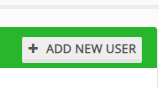 + ADD NEW USER